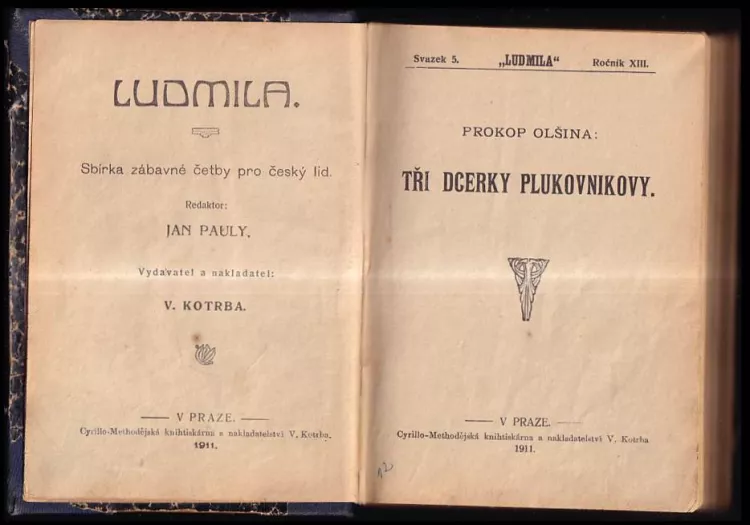 LUDMILA.
Sbírka zábavné četby pro český lid.
Redaktor:
JAN PAULY.
Vydavatel a nakladatel:
V. KOTRBA.
V PRAZE.
Cyrillo-Methodějská knihtiskárna a nakladatelství V. Kotrba.
1911.
Svazek 5. „LUDMILA“ Ročník XIII.
PROKOP OLŠINA:
TŘI DCERKY PLUKOVNIKOVY.
V PRAZE.
Cyrillo-Methodějská knihtiskárna a nakladatelství V. Kotrba
1911.
12